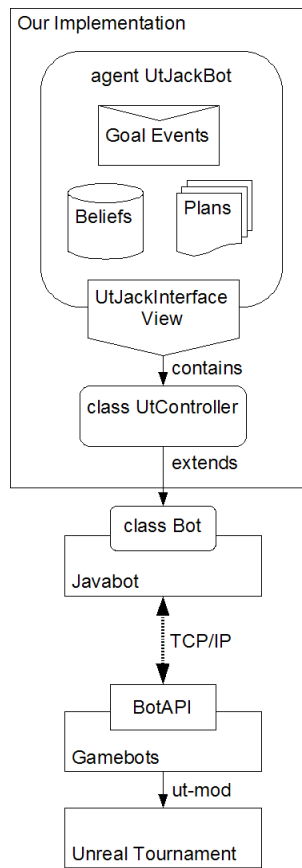 Our Implementation
agent UtJackBot
Goal Events
Beliefs
Plans
UtJackInterface
View
contains
class UtController
extends
class Bot
Javabot
TCP/IP
BotAPI
Gamebots
ut-mod
Unreal Tournament